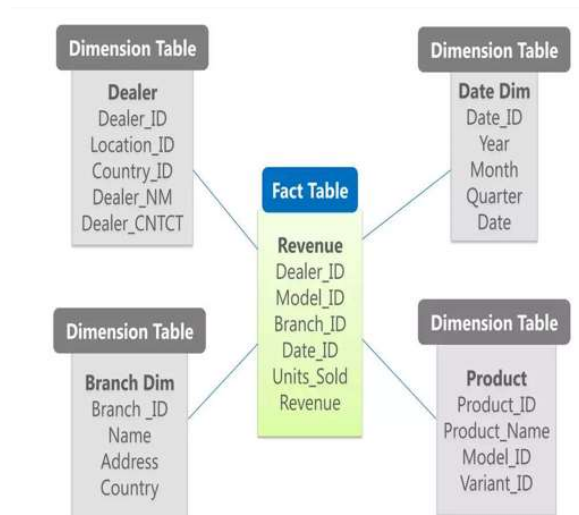 Dimension Table
Dealer
Dealer_ID
Location_ID
Country_ID
Dealer_NM
Dealer_CNTCT
Dimension Table
Date Dim
Date_ID
Year
Month
Quarter
Date
Fact Table
Revenue
Dealer_ID
Model_ID
Branch_ID
Date_ID
Units_Sold
Revenue
Dimension Table
Branch Dim
Branch _ID
Name
Address
Country
Dimension Table
Product
Product_ID
Product_Name
Model_ID
Variant_ID